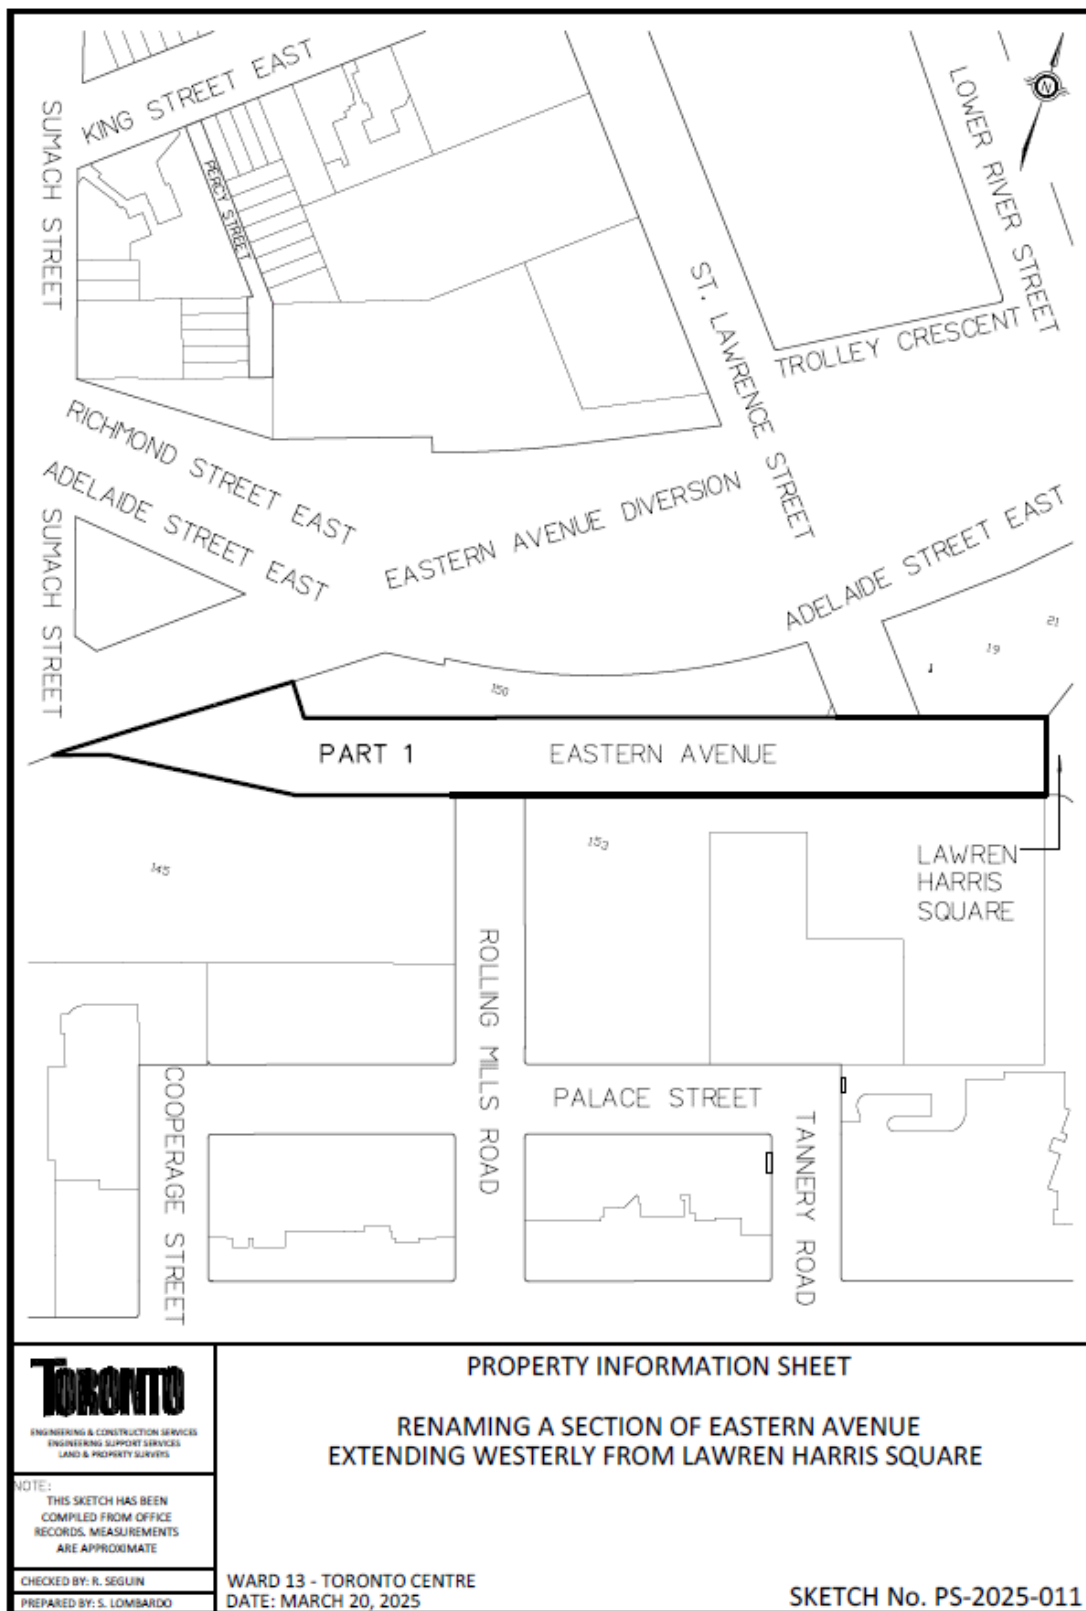 KING STREET EAST
SUMACH STREET
PERCY STREET
LOWER RIVER STREET
N
ST. LAWRENCE STREET
TROLLEY CRESCENT
RICHMOND STREET EAST
ADELAIDE STREET EAST
SUMACH STREET
EASTERN AVENUE DIVERSION
ADELAIDE STREET EAST
21
19
1
150
PART 1
EASTERN AVENUE
153
145
LAWREN
HARRIS
SQUARE
ROLLING MILLS ROAD
PALACE STREET
COOPERAGE STREET
TANNERY ROAD
TORONTO
ENGINEERING & CONSTRUCTION SERVICES
ENGINEERING SUPPORT SERVICES
LAND & PROPERTY SURVEYS
NOTE:
THIS SKETCH HAS BEEN
COMPILED FROM OFFICE
RECORDS. MEASUREMENTS
ARE APPROXIMATE
CHECKED BY: R. SEGUIN
PREPARED BY: S. LOMBARDO
PROPERTY INFORMATION SHEET
RENAMING A SECTION OF EASTERN AVENUE
EXTENDING WESTERLY FROM LAWREN HARRIS SQUARE
WARD 13 - TORONTO CENTRE
DATE: MARCH 20, 2025
SKETCH No. PS-2025-011